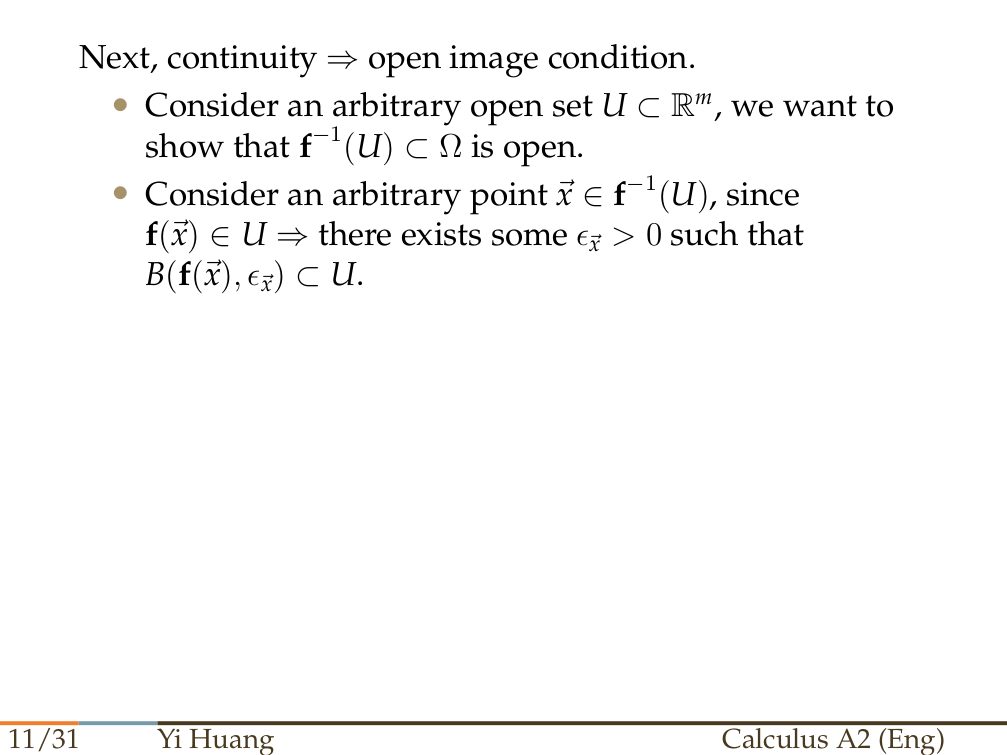 Next, continuity ⇒ open image condition.
• Consider an arbitrary open set U ⊂ ℝᵐ, we want to
show that f⁻¹(U) ⊂ Ω is open.
• Consider an arbitrary point x⃗ ∈ f⁻¹(U), since
f(x⃗) ∈ U ⇒ there exists some ϵ_x⃗ > 0 such that
B(f(x⃗), ϵ_x⃗) ⊂ U.
11/31 Yi Huang Calculus A2 (Eng)